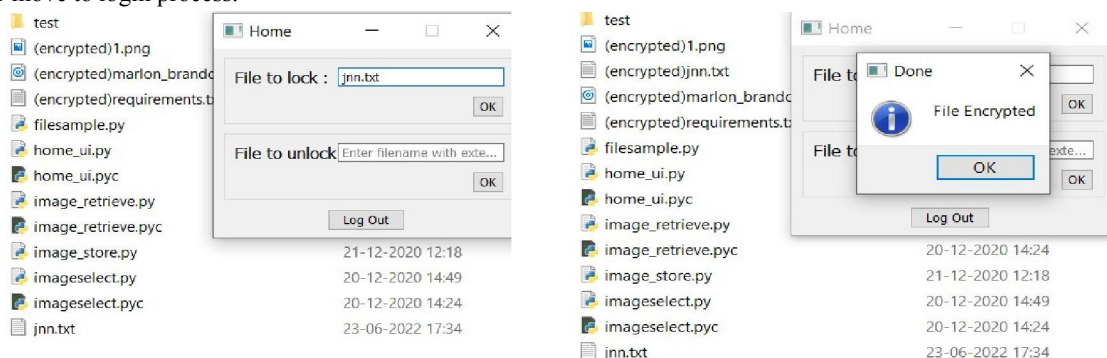 move to login process.
test
(encrypted)1.png
(encrypted)marlon_brando
(encrypted)requirements.t
filesample.py
home_ui.py
home_ui.pyc
image_retrieve.py
image_retrieve.pyc
image_store.py 21-12-2020 12:18
imageselect.py 20-12-2020 14:49
imageselect.pyc 20-12-2020 14:24
jnn.txt 23-06-2022 17:34
Home
File to lock : jnn.txt
OK
File to unlock Enter filename with exte...
OK
Log Out
test
(encrypted)1.png
(encrypted)jnn.txt
(encrypted)marlon_brando
(encrypted)requirements.t
filesample.py
home_ui.py
home_ui.pyc
image_retrieve.py
image_retrieve.pyc 20-12-2020 14:24
image_store.py 21-12-2020 12:18
imageselect.py 20-12-2020 14:49
imageselect.pyc 20-12-2020 14:24
jnn.txt 23-06-2022 17:34
Home
File to
OK
File to exte...
OK
Log Out
Done
File Encrypted
OK